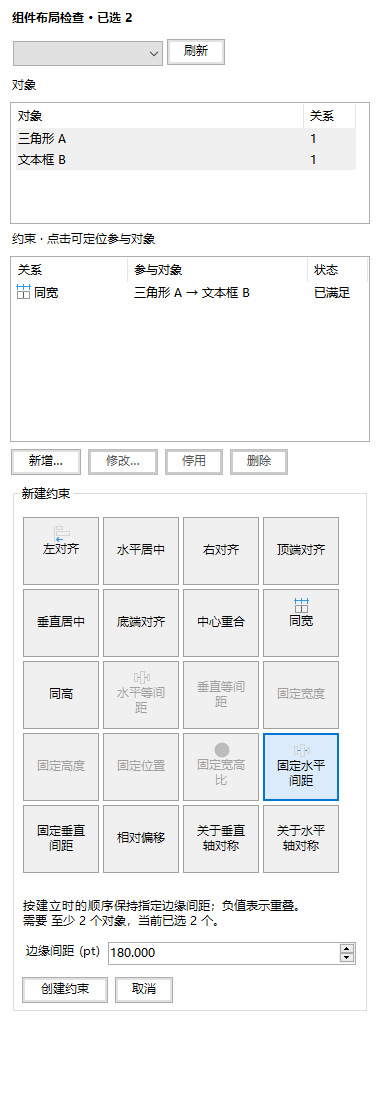 组件布局检查 • 已选 2
刷新
对象
对象 关系
三角形 A 1
文本框 B 1
约束 · 点击可定位参与对象
关系 参与对象 状态
同宽 三角形 A → 文本框 B 已满足
新增... 修改... 停用 删除
新建约束
左对齐 水平居中 右对齐 顶端对齐
垂直居中 底端对齐 中心重合 同宽
同高 水平等间
距 垂直等间
距 固定宽度
固定高度 固定位置 固定宽高
比 固定水平
间距
固定垂直
间距 相对偏移 关于垂直
轴对称 关于水平
轴对称
按建立时的顺序保持指定边缘间距；负值表示重叠。
需要 至少 2 个对象，当前已选 2 个。
边缘间距 (pt) 180.000
创建约束 取消